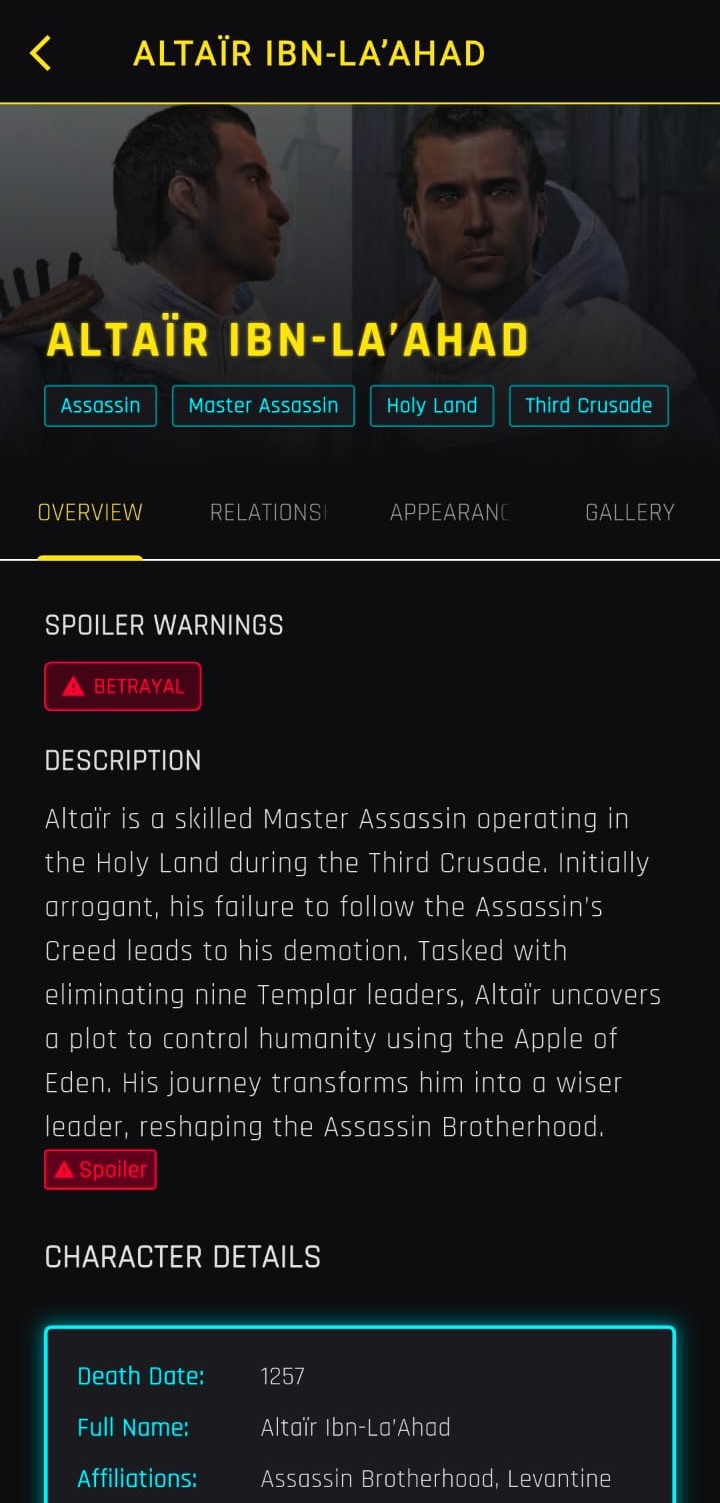 ALTAÏR IBN-LA’AHAD
ALTAÏR IBN-LA’AHAD
Assassin Master Assassin Holy Land Third Crusade
OVERVIEW RELATIONSH APPEARANC GALLERY
SPOILER WARNINGS
BETRAYAL
DESCRIPTION
Altaïr is a skilled Master Assassin operating in
the Holy Land during the Third Crusade. Initially
arrogant, his failure to follow the Assassin's
Creed leads to his demotion. Tasked with
eliminating nine Templar leaders, Altaïr uncovers
a plot to control humanity using the Apple of
Eden. His journey transforms him into a wiser
leader, reshaping the Assassin Brotherhood.
Spoiler
CHARACTER DETAILS
Death Date: 1257
Full Name: Altaïr Ibn-La’Ahad
Affiliations: Assassin Brotherhood, Levantine